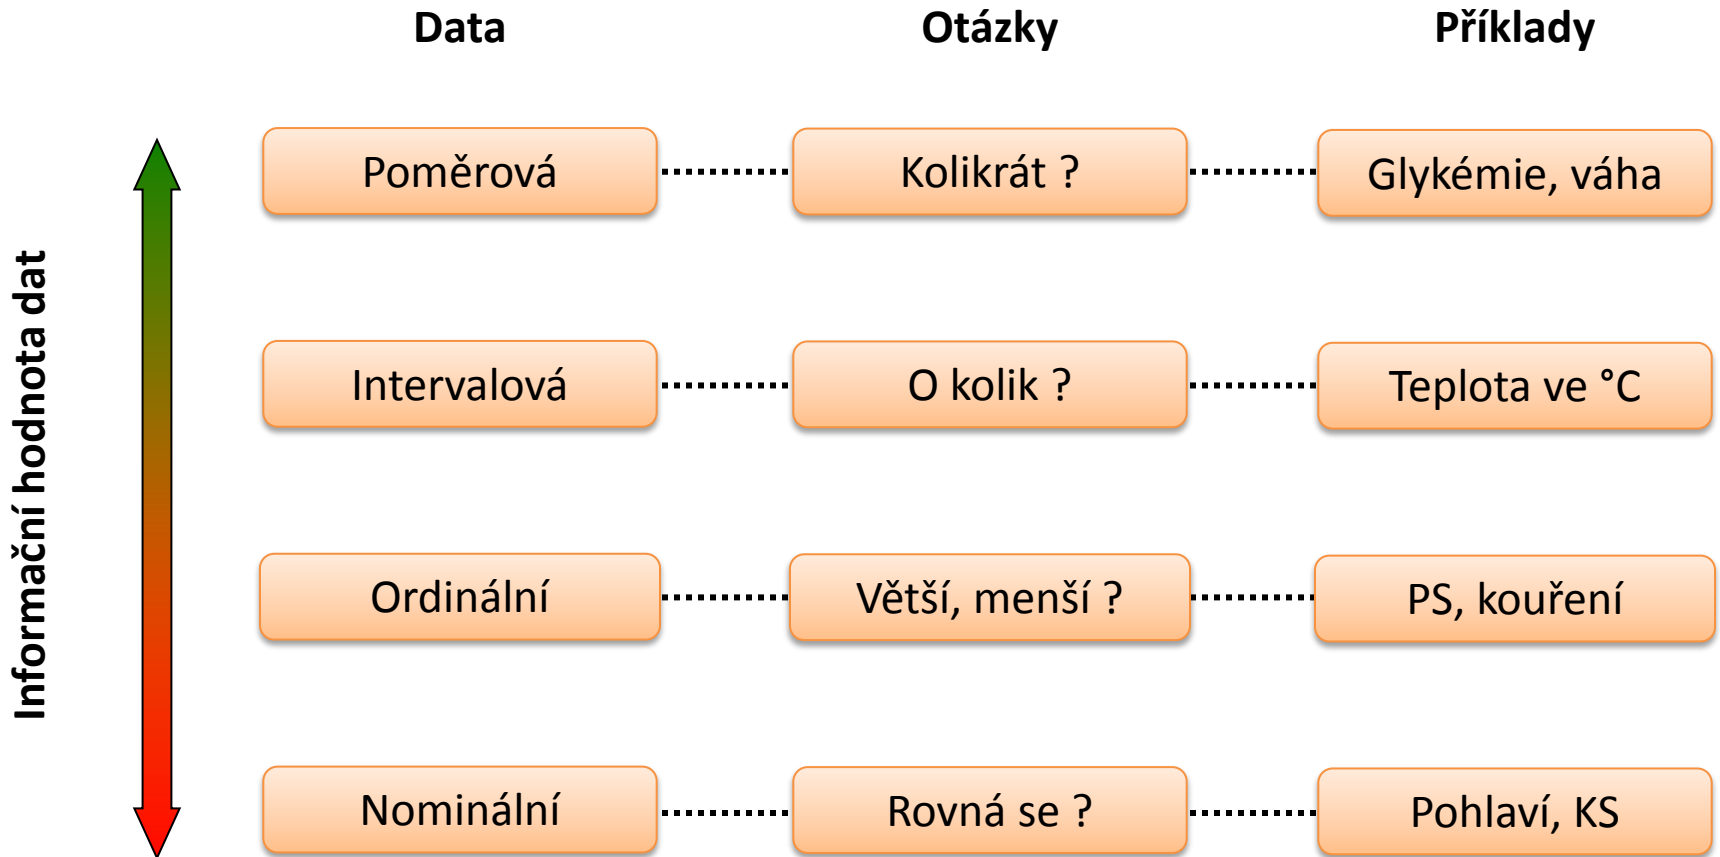 Data
Otázky
Příklady
Informační hodnota dat
Poměrová
Kolikrát ?
Glykémie, váha
Intervalová
O kolik ?
Teplota ve °C
Ordinální
Větší, menší ?
PS, kouření
Nominální
Rovná se ?
Pohlaví, KS